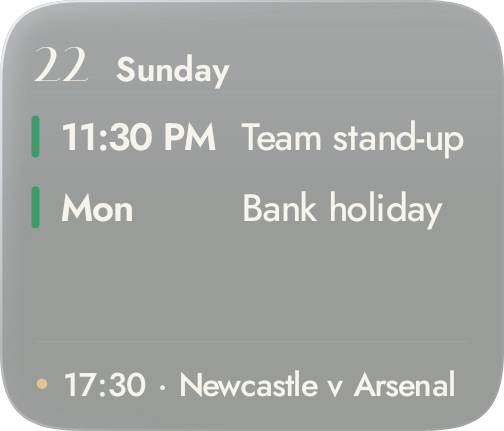 22 Sunday
11:30 PM Team stand-up
Mon Bank holiday
17:30 · Newcastle v Arsenal